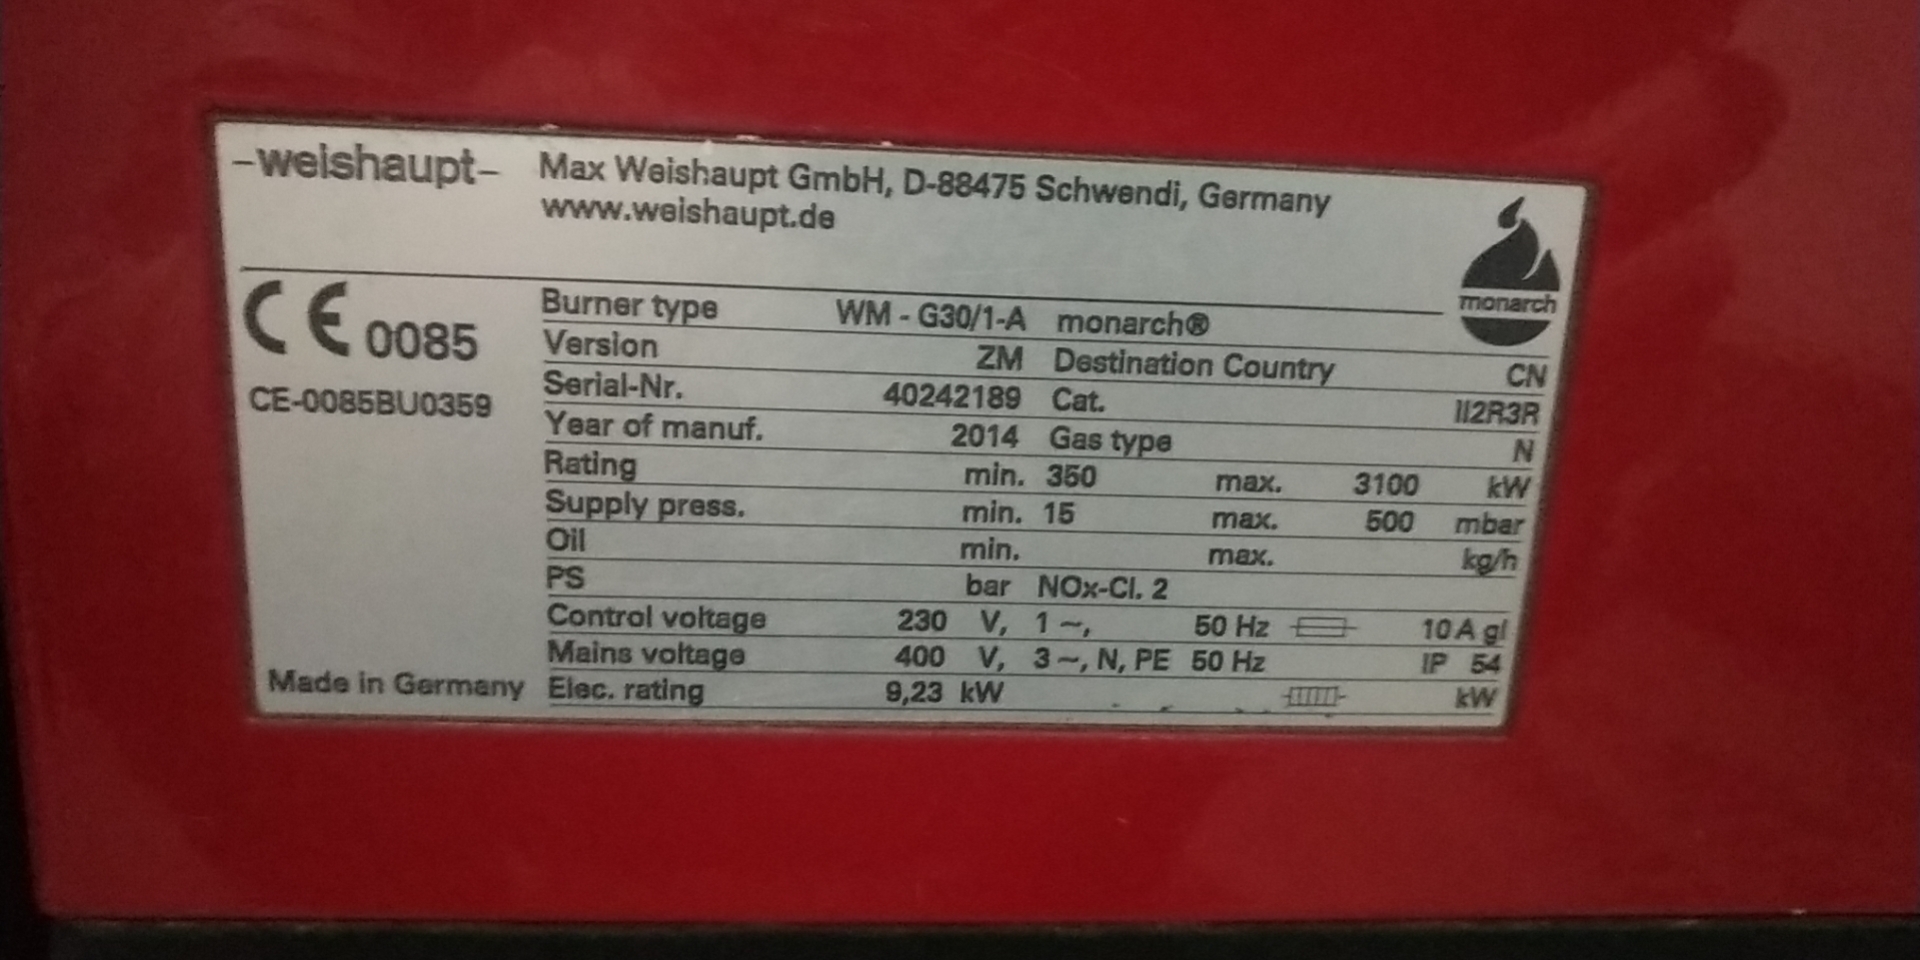 –weishaupt– Max Weishaupt GmbH, D-88475 Schwendi, Germany
www.weishaupt.de
monarch
CE 0085
CE-0085BU0359
Made in Germany
Burner type WM - G30/1-A monarch®
Version ZM Destination Country CN
Serial-Nr. 40242189 Cat. II2R3R
Year of manuf. 2014 Gas type N
Rating min. 350 max. 3100 kW
Supply press. min. 15 max. 500 mbar
Oil min. max. kg/h
PS bar NOx-Cl. 2
Control voltage 230 V, 1~, 50 Hz 10 A gl
Mains voltage 400 V, 3~, N, PE 50 Hz IP 54
Elec. rating 9,23 kW kW